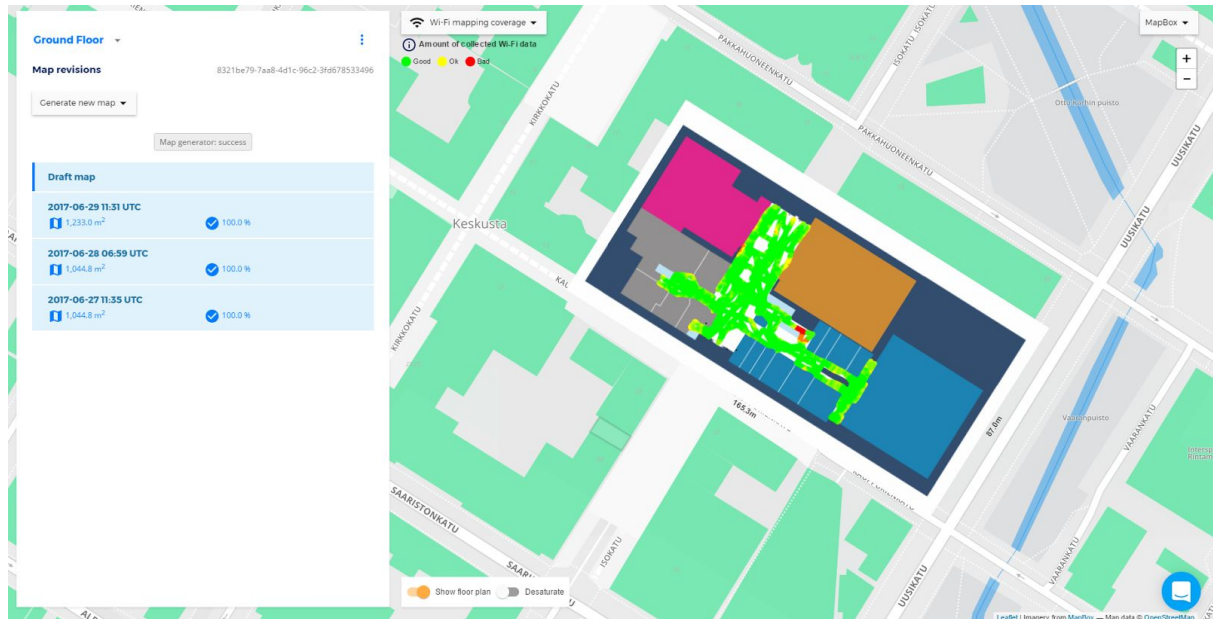 Ground Floor
Map revisions
8321be79-7aa8-4d1c-96c2-3fd678533496
Generate new map
Map generator: success
Draft map
2017-06-29 11:31 UTC
1,233.0 m²
100.0 %
2017-06-28 06:59 UTC
1,044.8 m²
100.0 %
2017-06-27 11:35 UTC
1,044.8 m²
100.0 %
Wi-Fi mapping coverage
Amount of collected Wi-Fi data
Good
Ok
Bad
MapBox
+
−
PAKKAHUONEENKATU
ISOKATU
ISOKATU
KIRKKOKATU
Otto Karhin puisto
PAKKAHUONEENKATU
UUSIKATU
UUSIKATU
Keskusta
KIRKKOKATU
165.3m
87.0m
Vaaranpuisto
VAARANKATU
SAARISTONKATU
ISOKATU
VAARANKATU
UUSIKATU
Show floor plan
Desaturate
Leaflet | Imagery from MapBox — Map data © OpenStreetMap